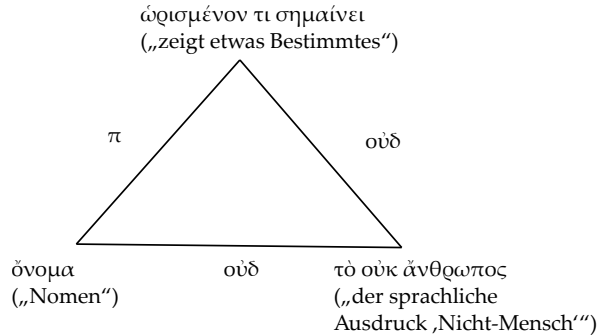 ὡρισμένον τι σημαίνει
(„zeigt etwas Bestimmtes“)
π
οὐδ
ὄνομα
(„Nomen“)
οὐδ
τὸ οὐκ ἄνθρωπος
(„der sprachliche
Ausdruck ‚Nicht-Mensch‘“)